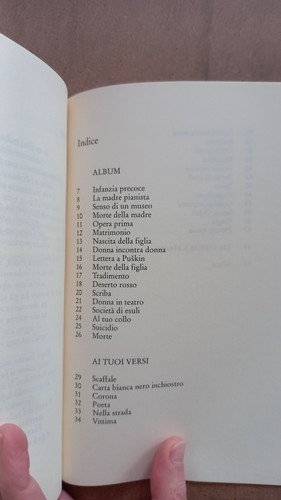 Indice
ALBUM
7 Infanzia precoce
8 La madre pianista
9 Senso di un museo
10 Morte della madre
11 Opera prima
12 Matrimonio
13 Nascita della figlia
14 Donna incontra donna
15 Lettera a Puškin
16 Morte della figlia
17 Tradimento
18 Deserto rosso
20 Scriba
21 Donna in teatro
22 Società di esuli
24 Al tuo collo
25 Suicidio
26 Morte
AI TUOI VERSI
29 Scaffale
30 Carta bianca nero inchiostro
31 Corona
32 Poeta
33 Nella strada
34 Vittima